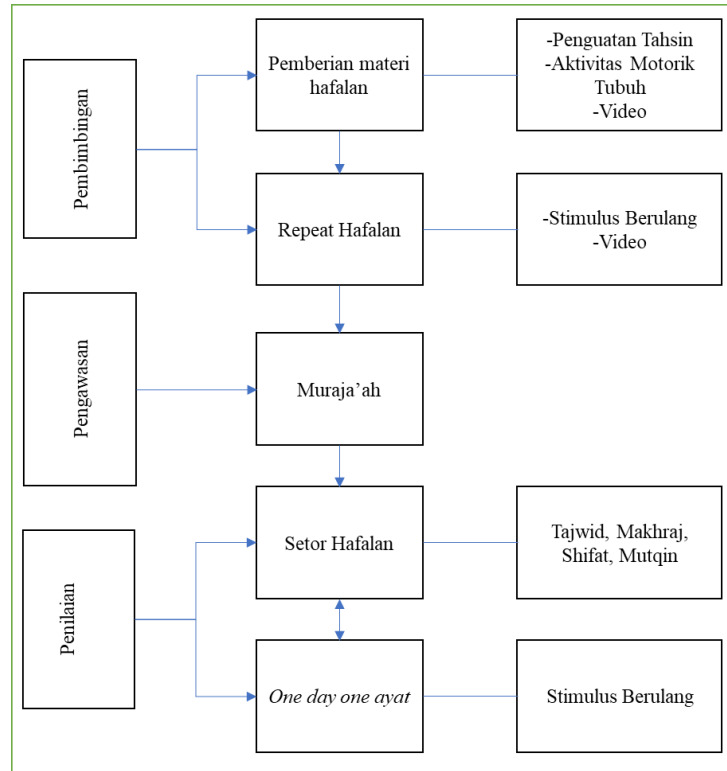 Pembimbingan
Pemberian materi
hafalan
-Penguatan Tahsin
-Aktivitas Motorik
Tubuh
-Video
Repeat Hafalan
-Stimulus Berulang
-Video
Pengawasan
Muraja’ah
Penilaian
Setor Hafalan
Tajwid, Makhraj,
Shifat, Mutqin
One day one ayat
Stimulus Berulang